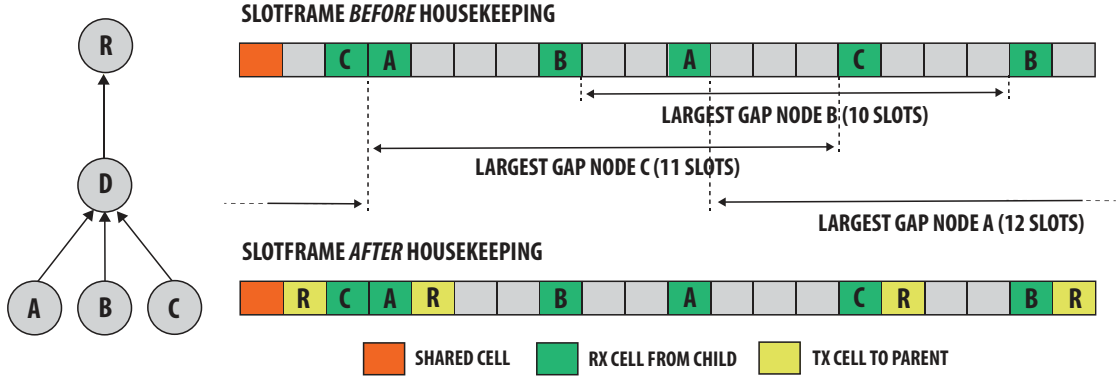 SLOTFRAME BEFORE HOUSEKEEPING
R
C A B A C B
LARGEST GAP NODE B (10 SLOTS)
LARGEST GAP NODE C (11 SLOTS)
D
LARGEST GAP NODE A (12 SLOTS)
SLOTFRAME AFTER HOUSEKEEPING
A B C
R C A R B A C R B R
SHARED CELL RX CELL FROM CHILD TX CELL TO PARENT